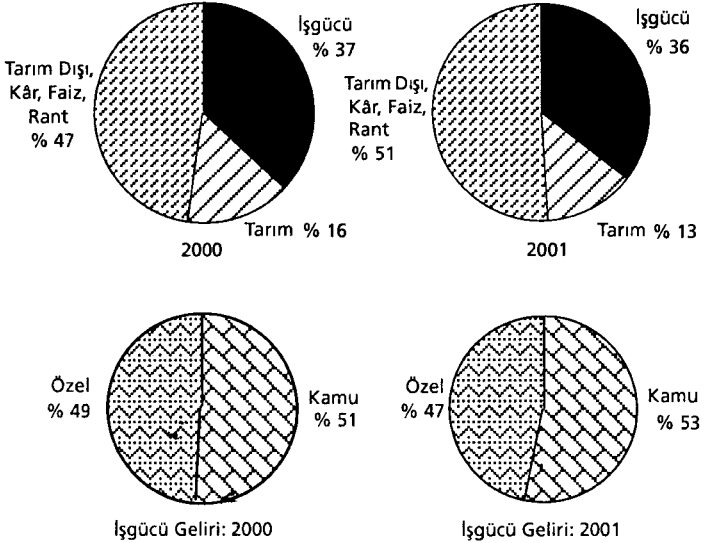 İşgücü
% 37
Tarım Dışı,
Kâr, Faiz,
Rant
% 47
Tarım % 16
2000
İşgücü
% 36
Tarım Dışı,
Kâr, Faiz,
Rant
% 51
Tarım % 13
2001
Özel
% 49
Kamu
% 51
İşgücü Geliri: 2000
Özel
% 47
Kamu
% 53
İşgücü Geliri: 2001